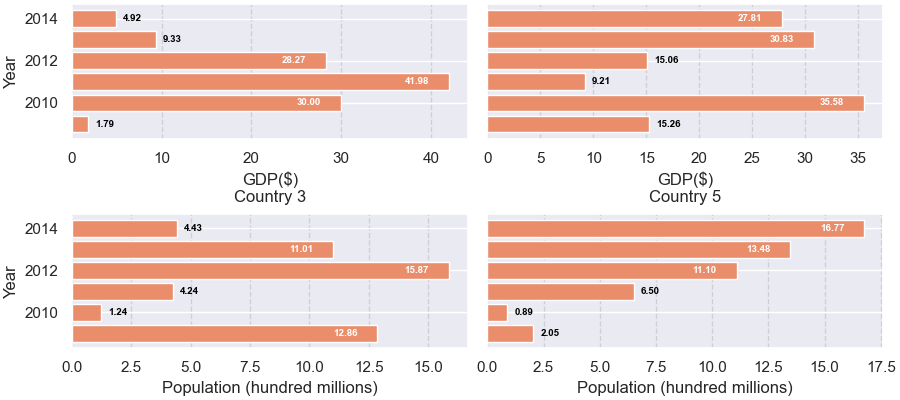 2014 4.92 27.81
9.33 30.83
2012 28.27 15.06
41.98 9.21
2010 30.00 35.58
1.79 15.26
Year
0 10 20 30 40 0 5 10 15 20 25 30 35
GDP($) GDP($)
Country 3 Country 5
2014 4.43 16.77
11.01 13.48
2012 15.87 11.10
4.24 6.50
2010 1.24 0.89
12.86 2.05
Year
0.0 2.5 5.0 7.5 10.0 12.5 15.0 0.0 2.5 5.0 7.5 10.0 12.5 15.0 17.5
Population (hundred millions) Population (hundred millions)